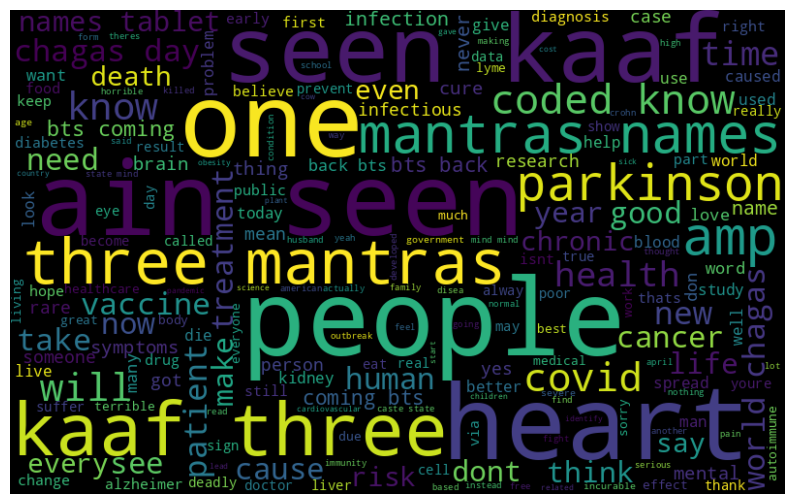 names tablet early infection first diagnosis case right
seen kaaf
chagas day problem never give data lyme caused time
want food death believe prevent cure even infectious use
know one coded know
keep bts coming mantras names
diabetes said result need brain thing back bts bts back research show help used really part world
ain seen parkinson
look eye day public today mean much year good love name
three mantras amp
become called husband yeah government mind mind chronic isnt true blood word
hope healthcare science american actually family health don study
rare vaccine people new
living great now body everyone outbreak feel normal going may best thats well
take symptoms die treatment make cancer
live someone drug person eat real human yes medical april life
will many got kidney still better covid spread youre lot
suffer terrible patient coming bts severe children find nothing
kaaf three heart
sign due cardiovascular caste state via sorry man say another pain
everysee cause read risk cell dont think mental serious autoimmune
change alzheimer deadly doctor liver immunity based instead free related incurable effect thank
world chagas
form theres gave making cost high school killed horrible cow way condition crohn sick age obesity country state mind plant